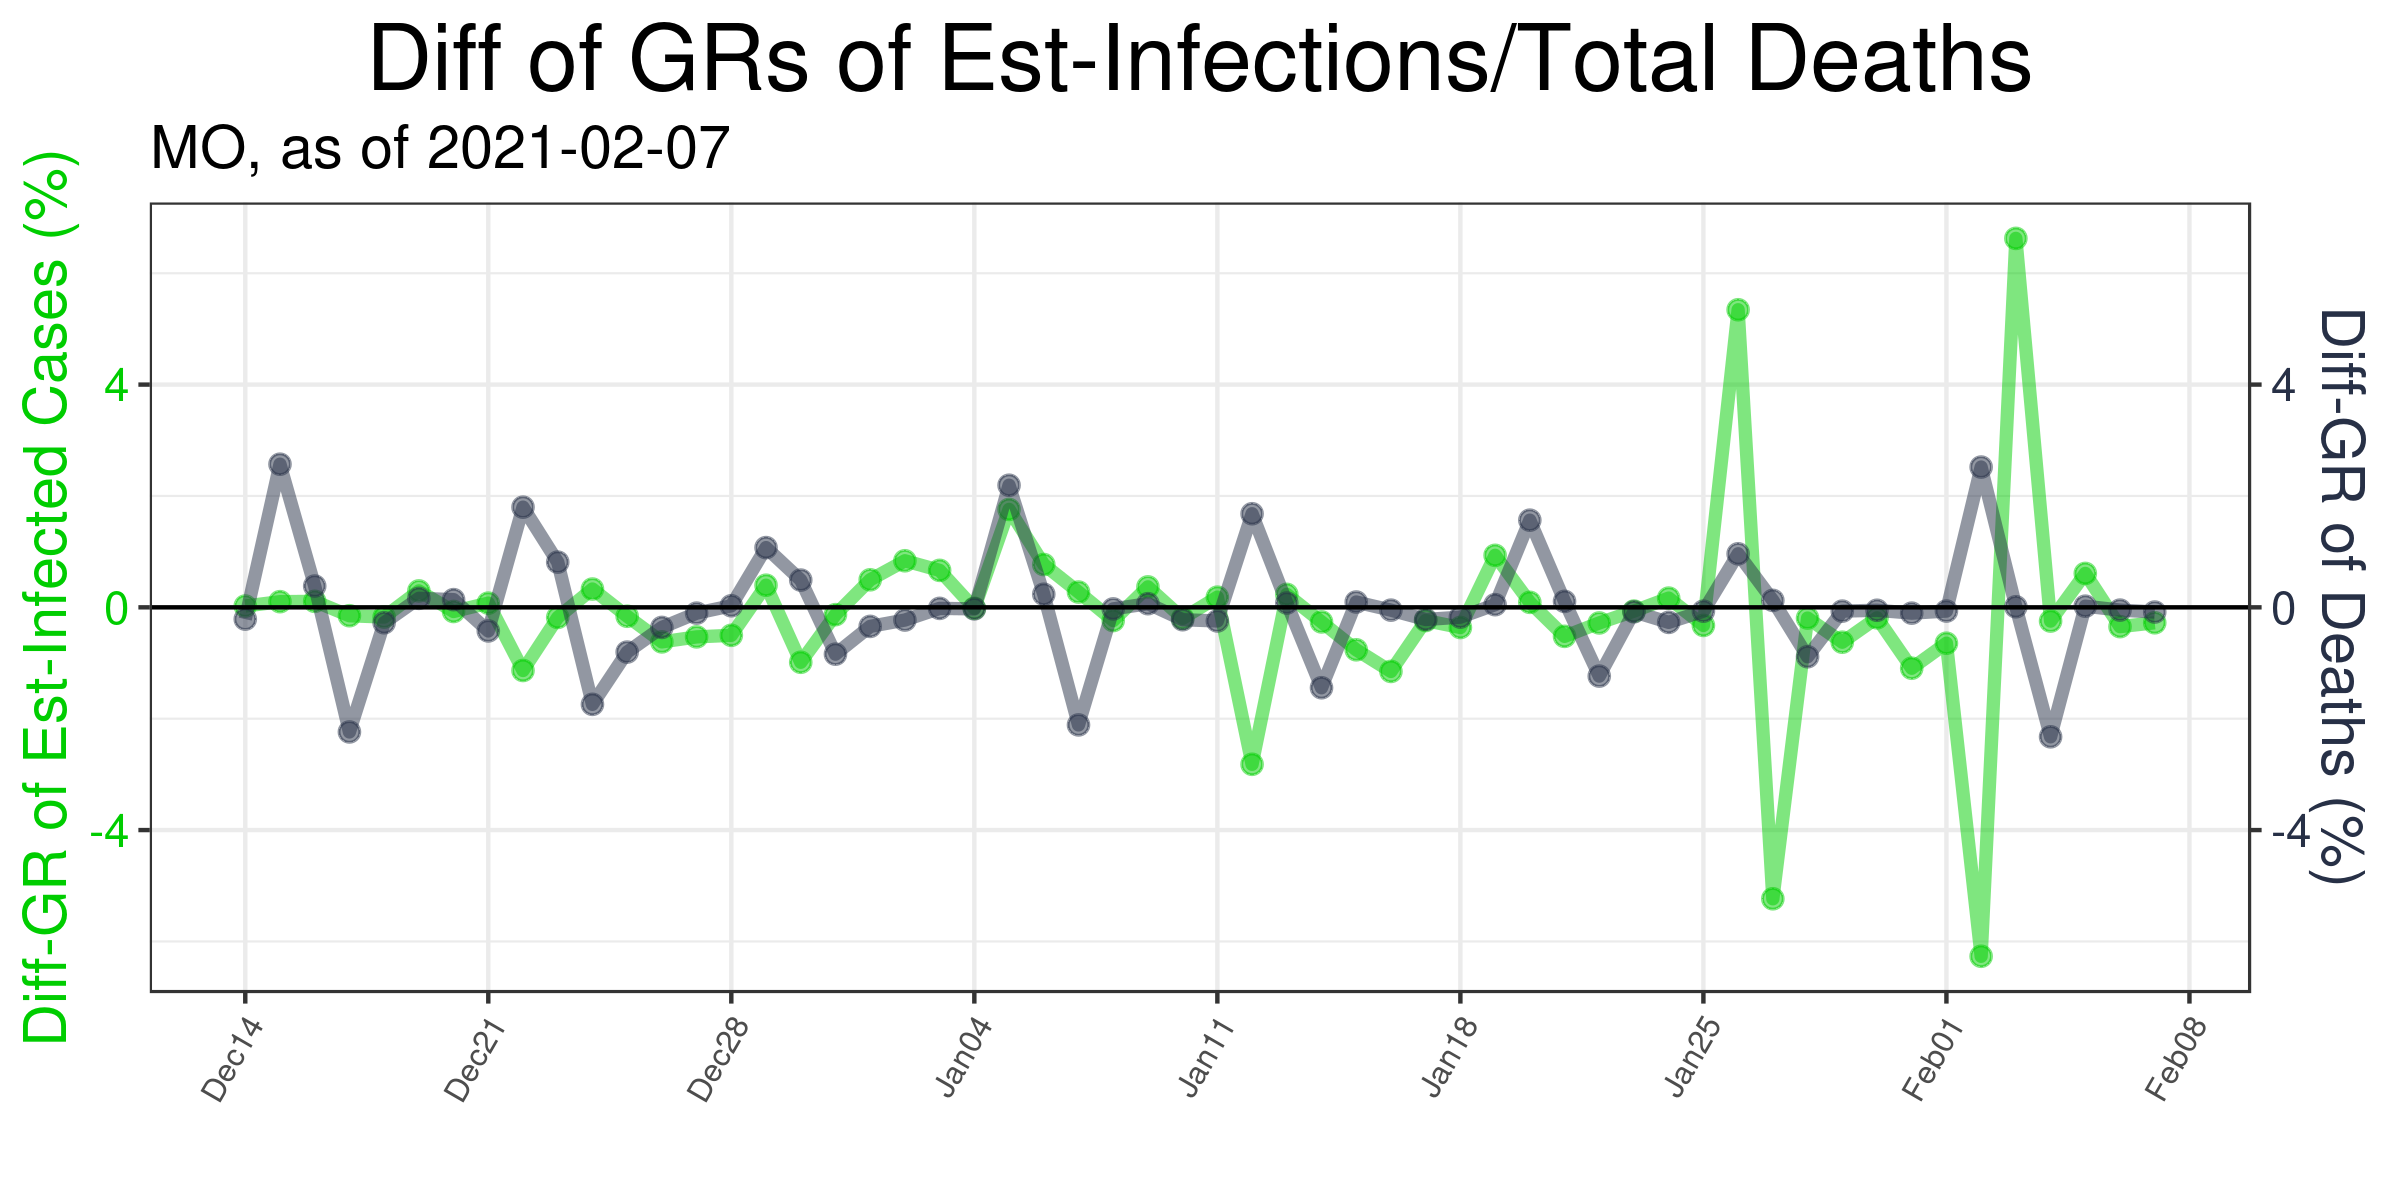 Diff of GRs of Est-Infections/Total Deaths
MO, as of 2021-02-07
Diff-GR of Est-Infected Cases (%)
4
0
-4
4
0
-4
Diff-GR of Deaths (%)
Dec14
Dec21
Dec28
Jan04
Jan11
Jan18
Jan25
Feb01
Feb08